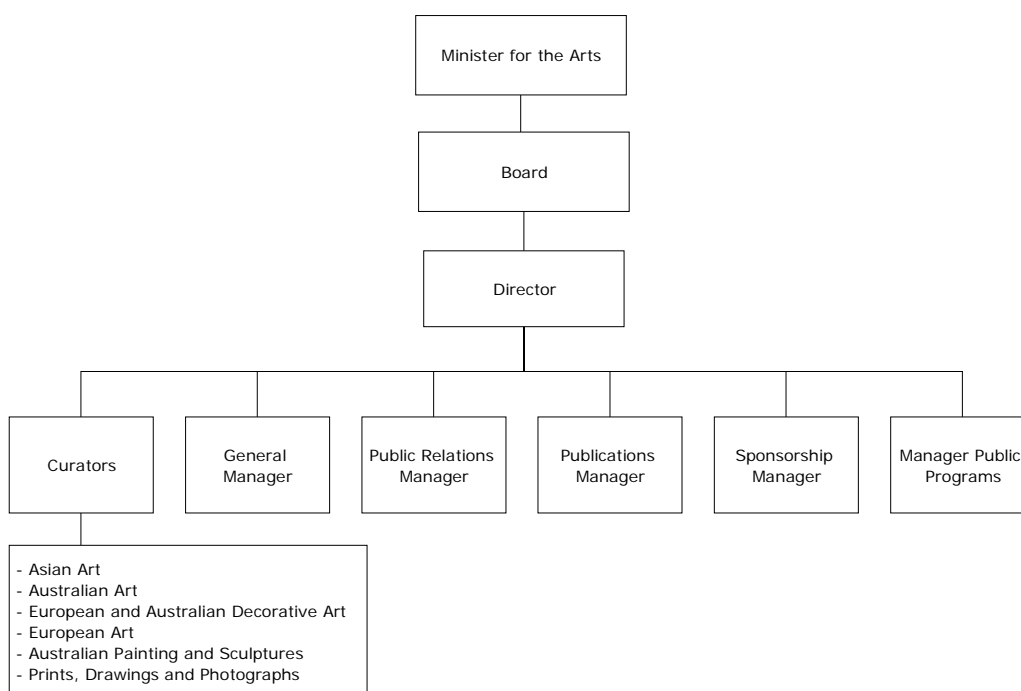 Minister for the Arts
Board
Director
Curators
General
Manager
Public Relations
Manager
Publications
Manager
Sponsorship
Manager
Manager Public
Programs
- Asian Art
- Australian Art
- European and Australian Decorative Art
- European Art
- Australian Painting and Sculptures
- Prints, Drawings and Photographs